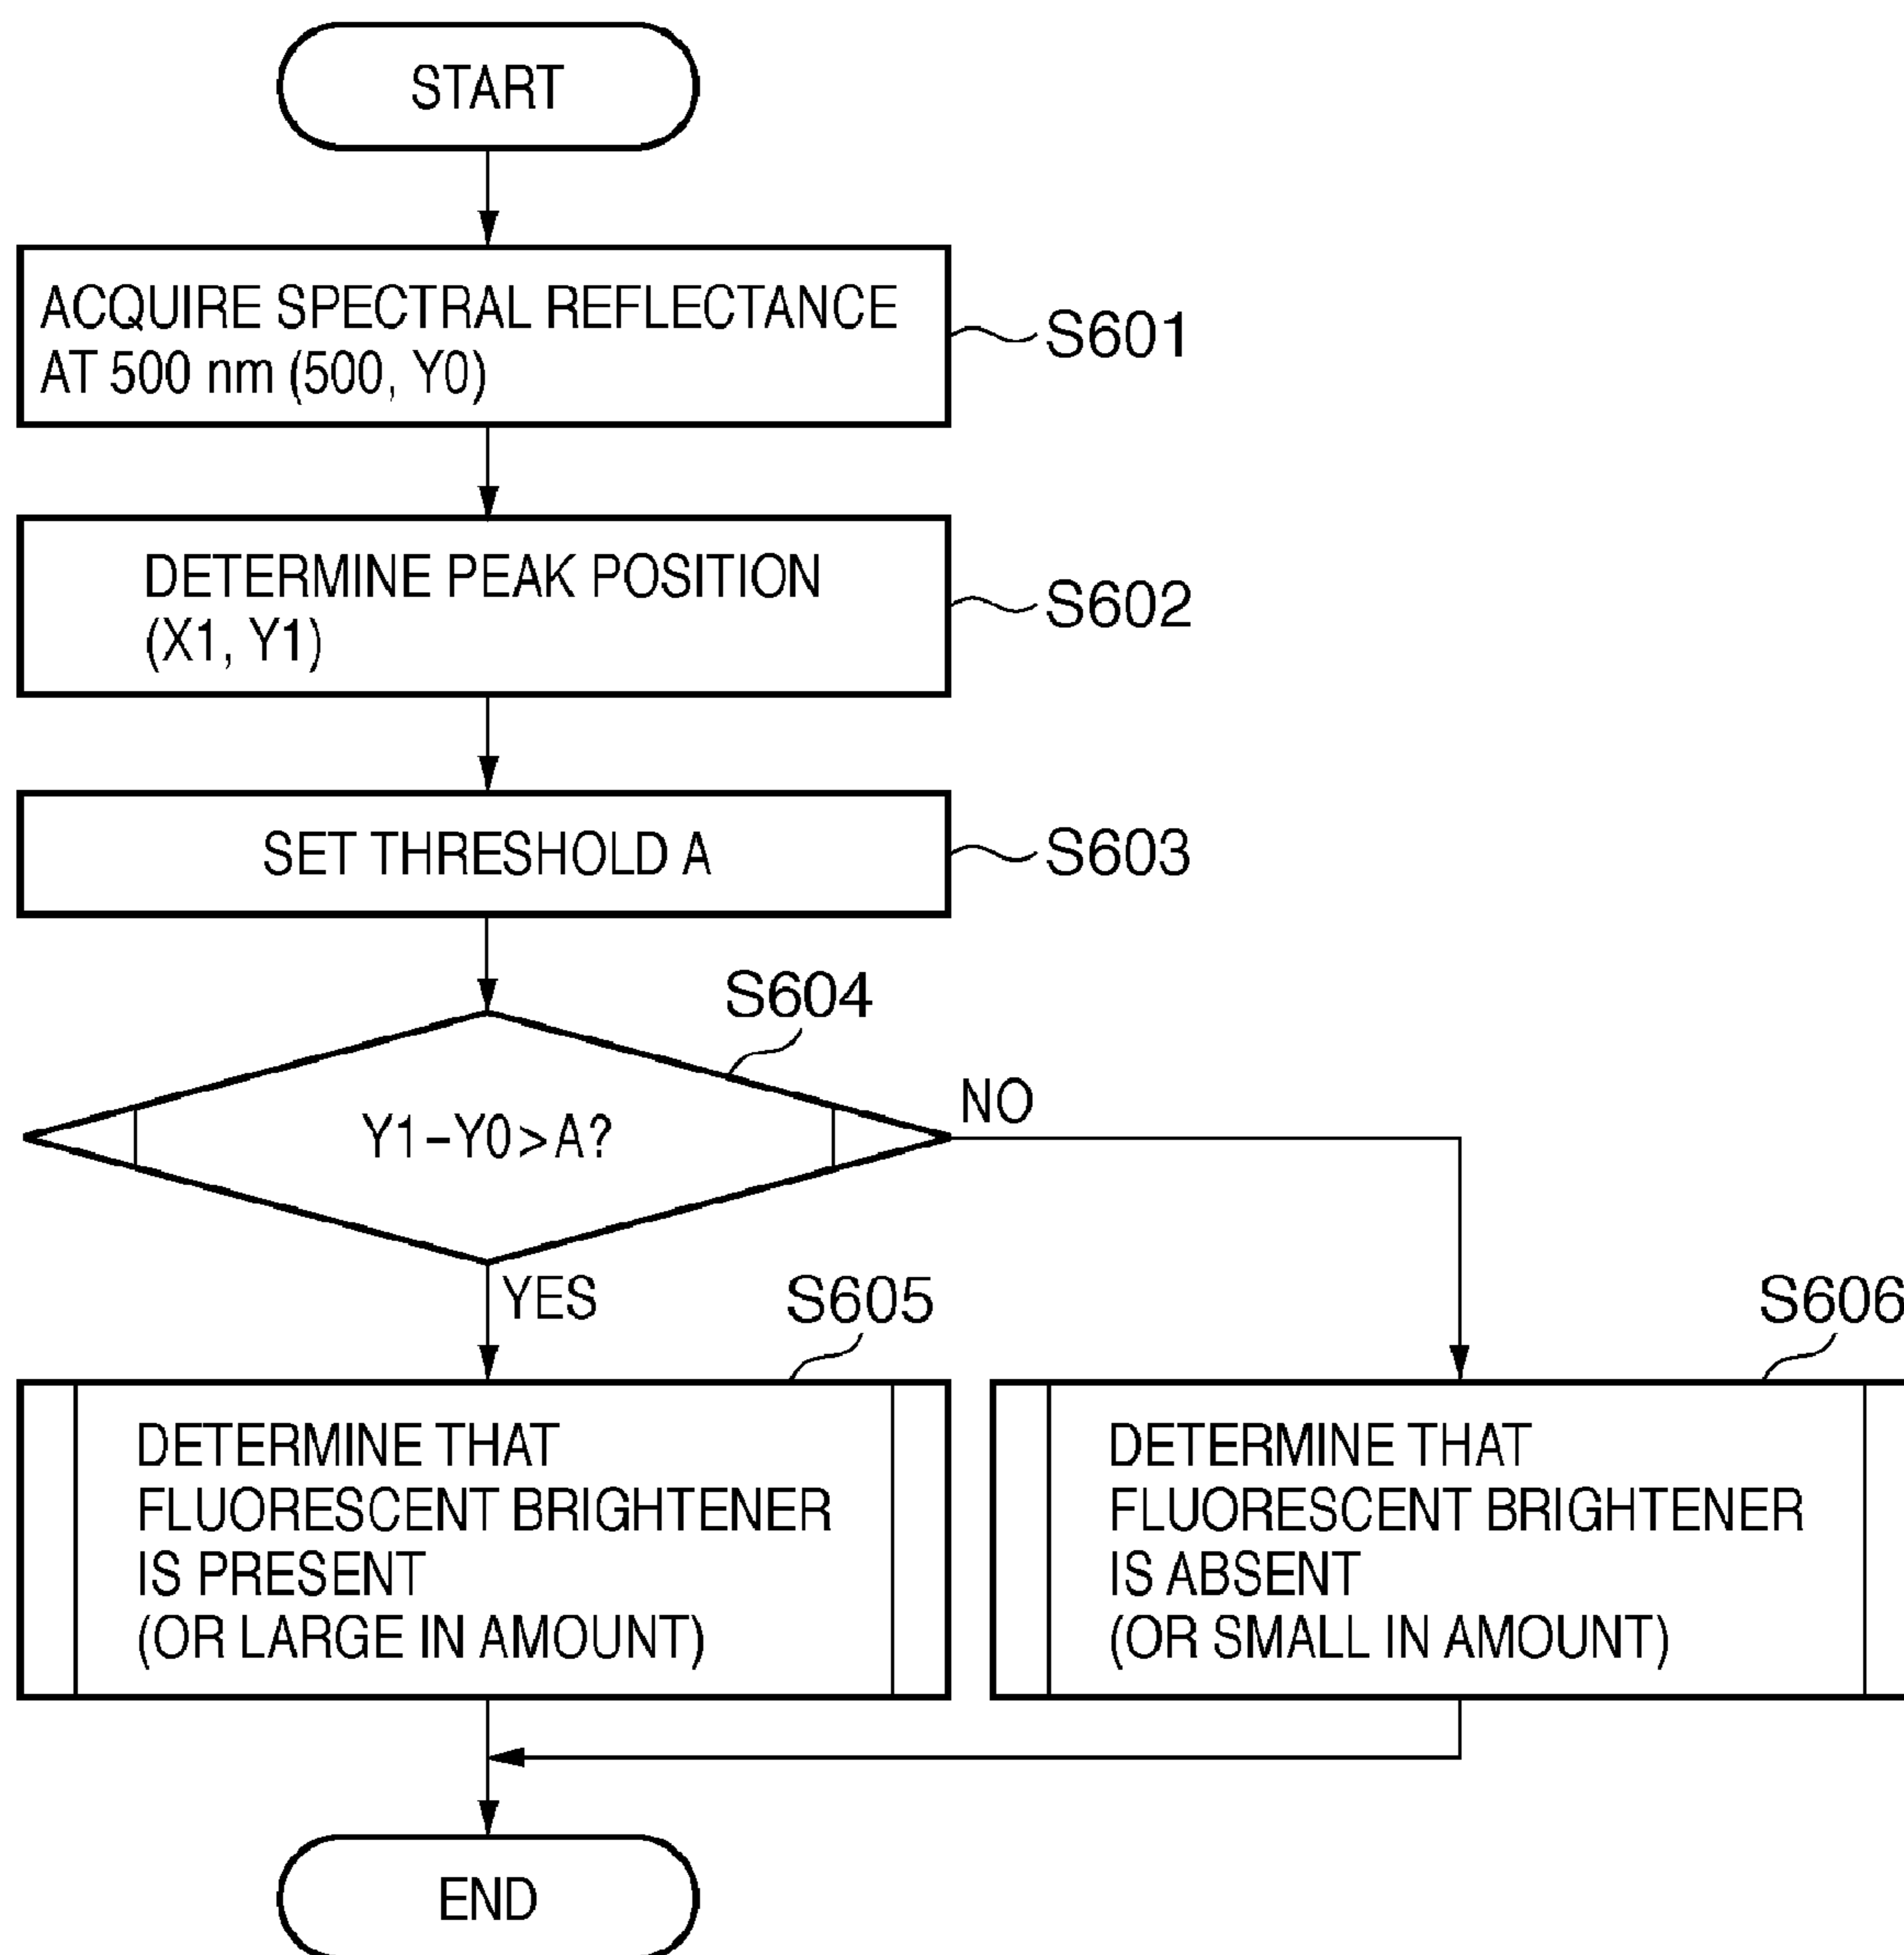 START
ACQUIRE SPECTRAL REFLECTANCE
AT 500 nm (500, Y0)
S601
DETERMINE PEAK POSITION
(X1, Y1)
S602
SET THRESHOLD A
S603
S604
Y1-Y0>A?
NO
YES
S605
DETERMINE THAT
FLUORESCENT BRIGHTENER
IS PRESENT
(OR LARGE IN AMOUNT)
S606
DETERMINE THAT
FLUORESCENT BRIGHTENER
IS ABSENT
(OR SMALL IN AMOUNT)
END